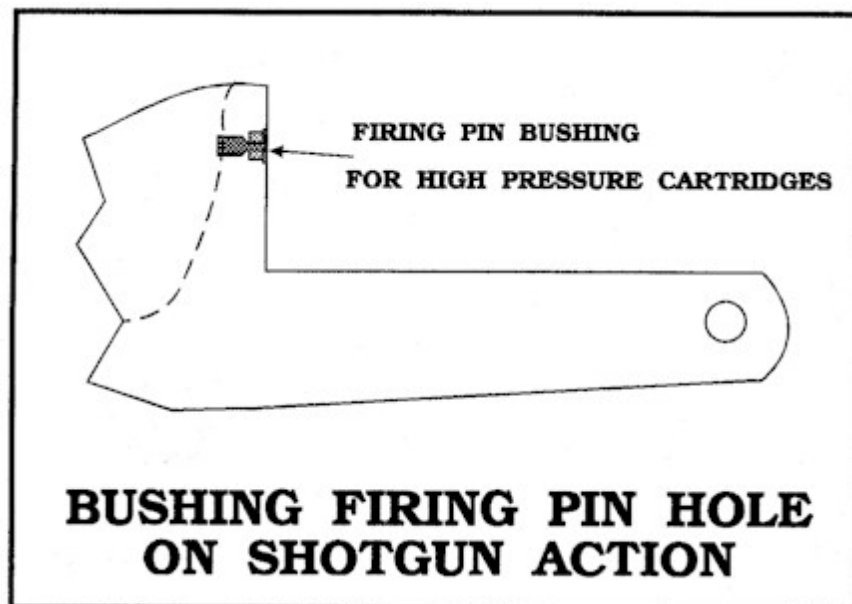 FIRING PIN BUSHING
FOR HIGH PRESSURE CARTRIDGES
BUSHING FIRING PIN HOLE
ON SHOTGUN ACTION